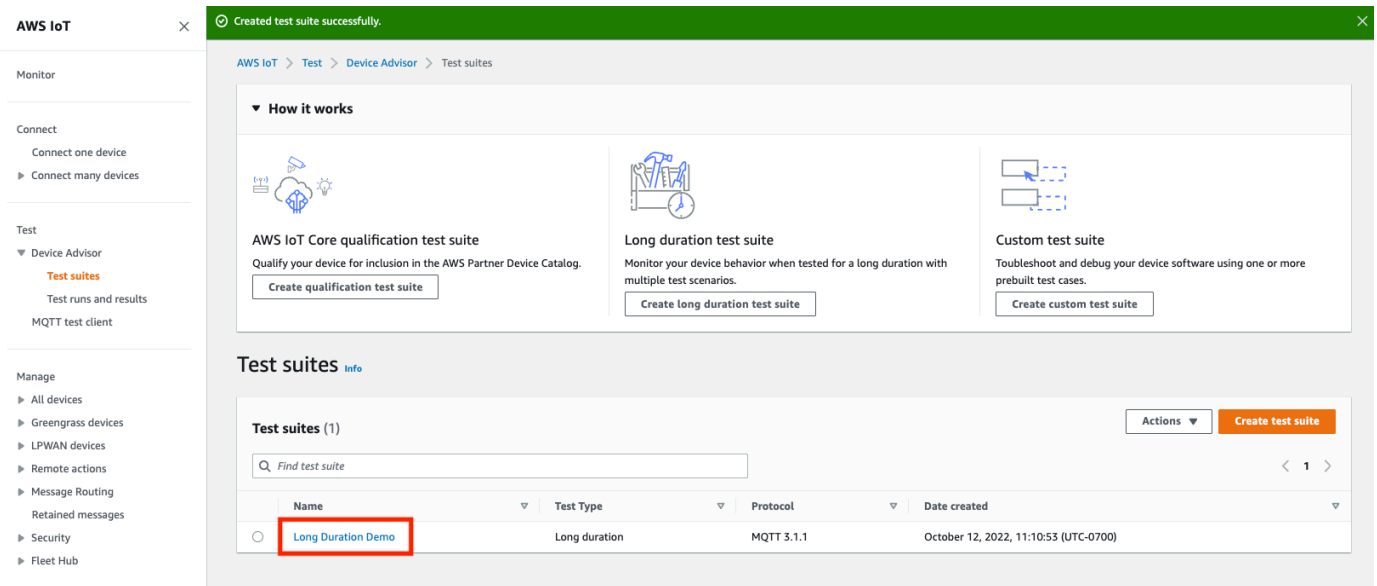 AWS IoT
Monitor
Connect
Connect one device
Connect many devices
Test
Device Advisor
Test suites
Test runs and results
MQTT test client
Manage
All devices
Greengrass devices
LPWAN devices
Remote actions
Message Routing
Retained messages
Security
Fleet Hub
Created test suite successfully.
AWS IoT > Test > Device Advisor > Test suites
How it works
AWS IoT Core qualification test suite
Qualify your device for inclusion in the AWS Partner Device Catalog.
Create qualification test suite
Long duration test suite
Monitor your device behavior when tested for a long duration with
multiple test scenarios.
Create long duration test suite
Custom test suite
Toubleshoot and debug your device software using one or more
prebuilt test cases.
Create custom test suite
Test suites Info
Test suites (1)
Actions
Create test suite
Find test suite
1
Name Test Type Protocol Date created
Long Duration Demo Long duration MQTT 3.1.1 October 12, 2022, 11:10:53 (UTC-0700)